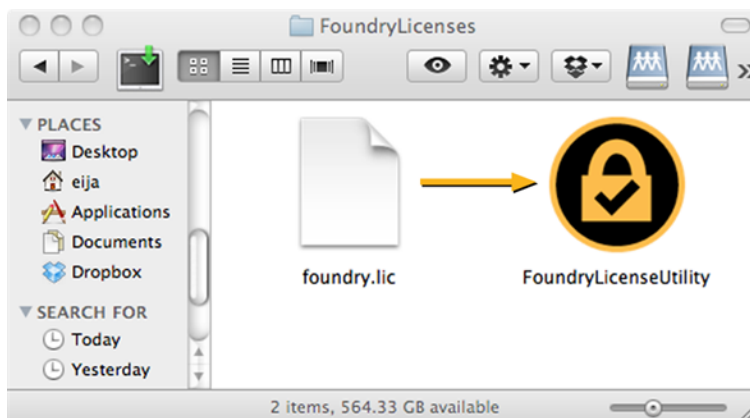 FoundryLicenses
PLACES
Desktop
eija
Applications
Documents
Dropbox
SEARCH FOR
Today
Yesterday
foundry.lic
FoundryLicenseUtility
2 items, 564.33 GB available